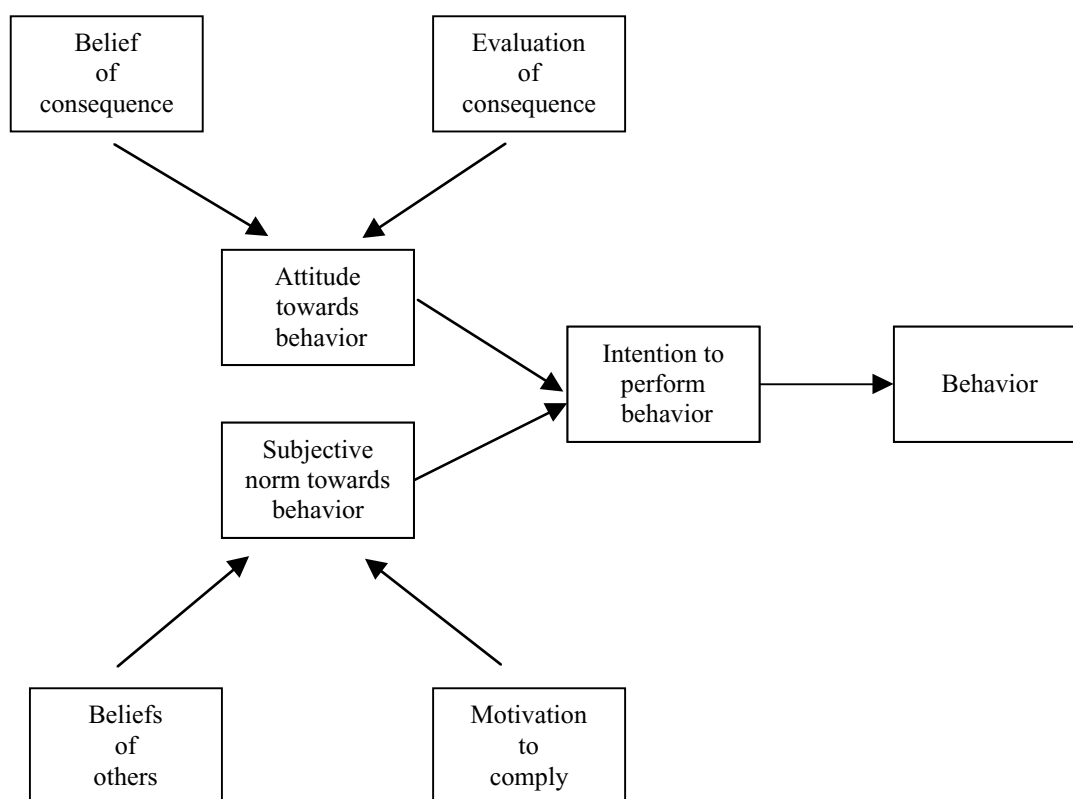 Belief
of
consequence
Evaluation
of
consequence
Attitude
towards
behavior
Intention to
perform
behavior
Behavior
Subjective
norm towards
behavior
Beliefs
of
others
Motivation
to
comply